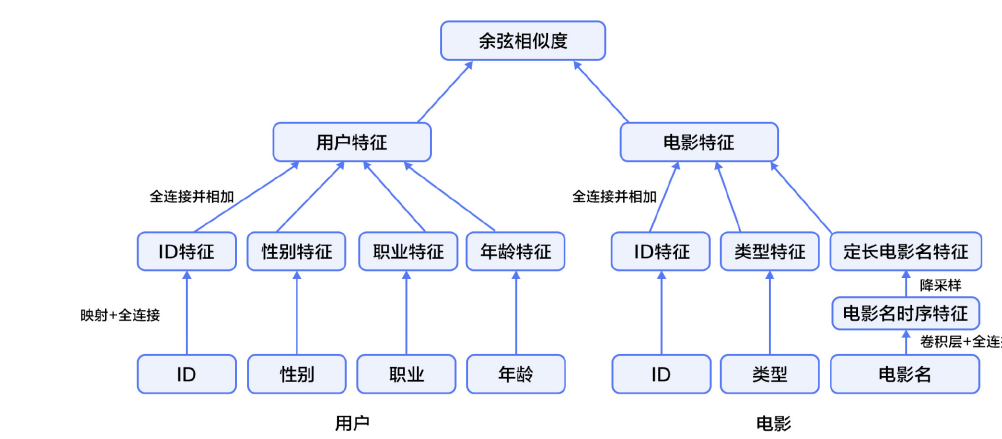 余弦相似度
用户特征
电影特征
全连接并相加
全连接并相加
ID特征
性别特征
职业特征
年龄特征
ID特征
类型特征
定长电影名特征
降采样
映射+全连接
电影名时序特征
卷积层+全连
ID
性别
职业
年龄
ID
类型
电影名
用户
电影